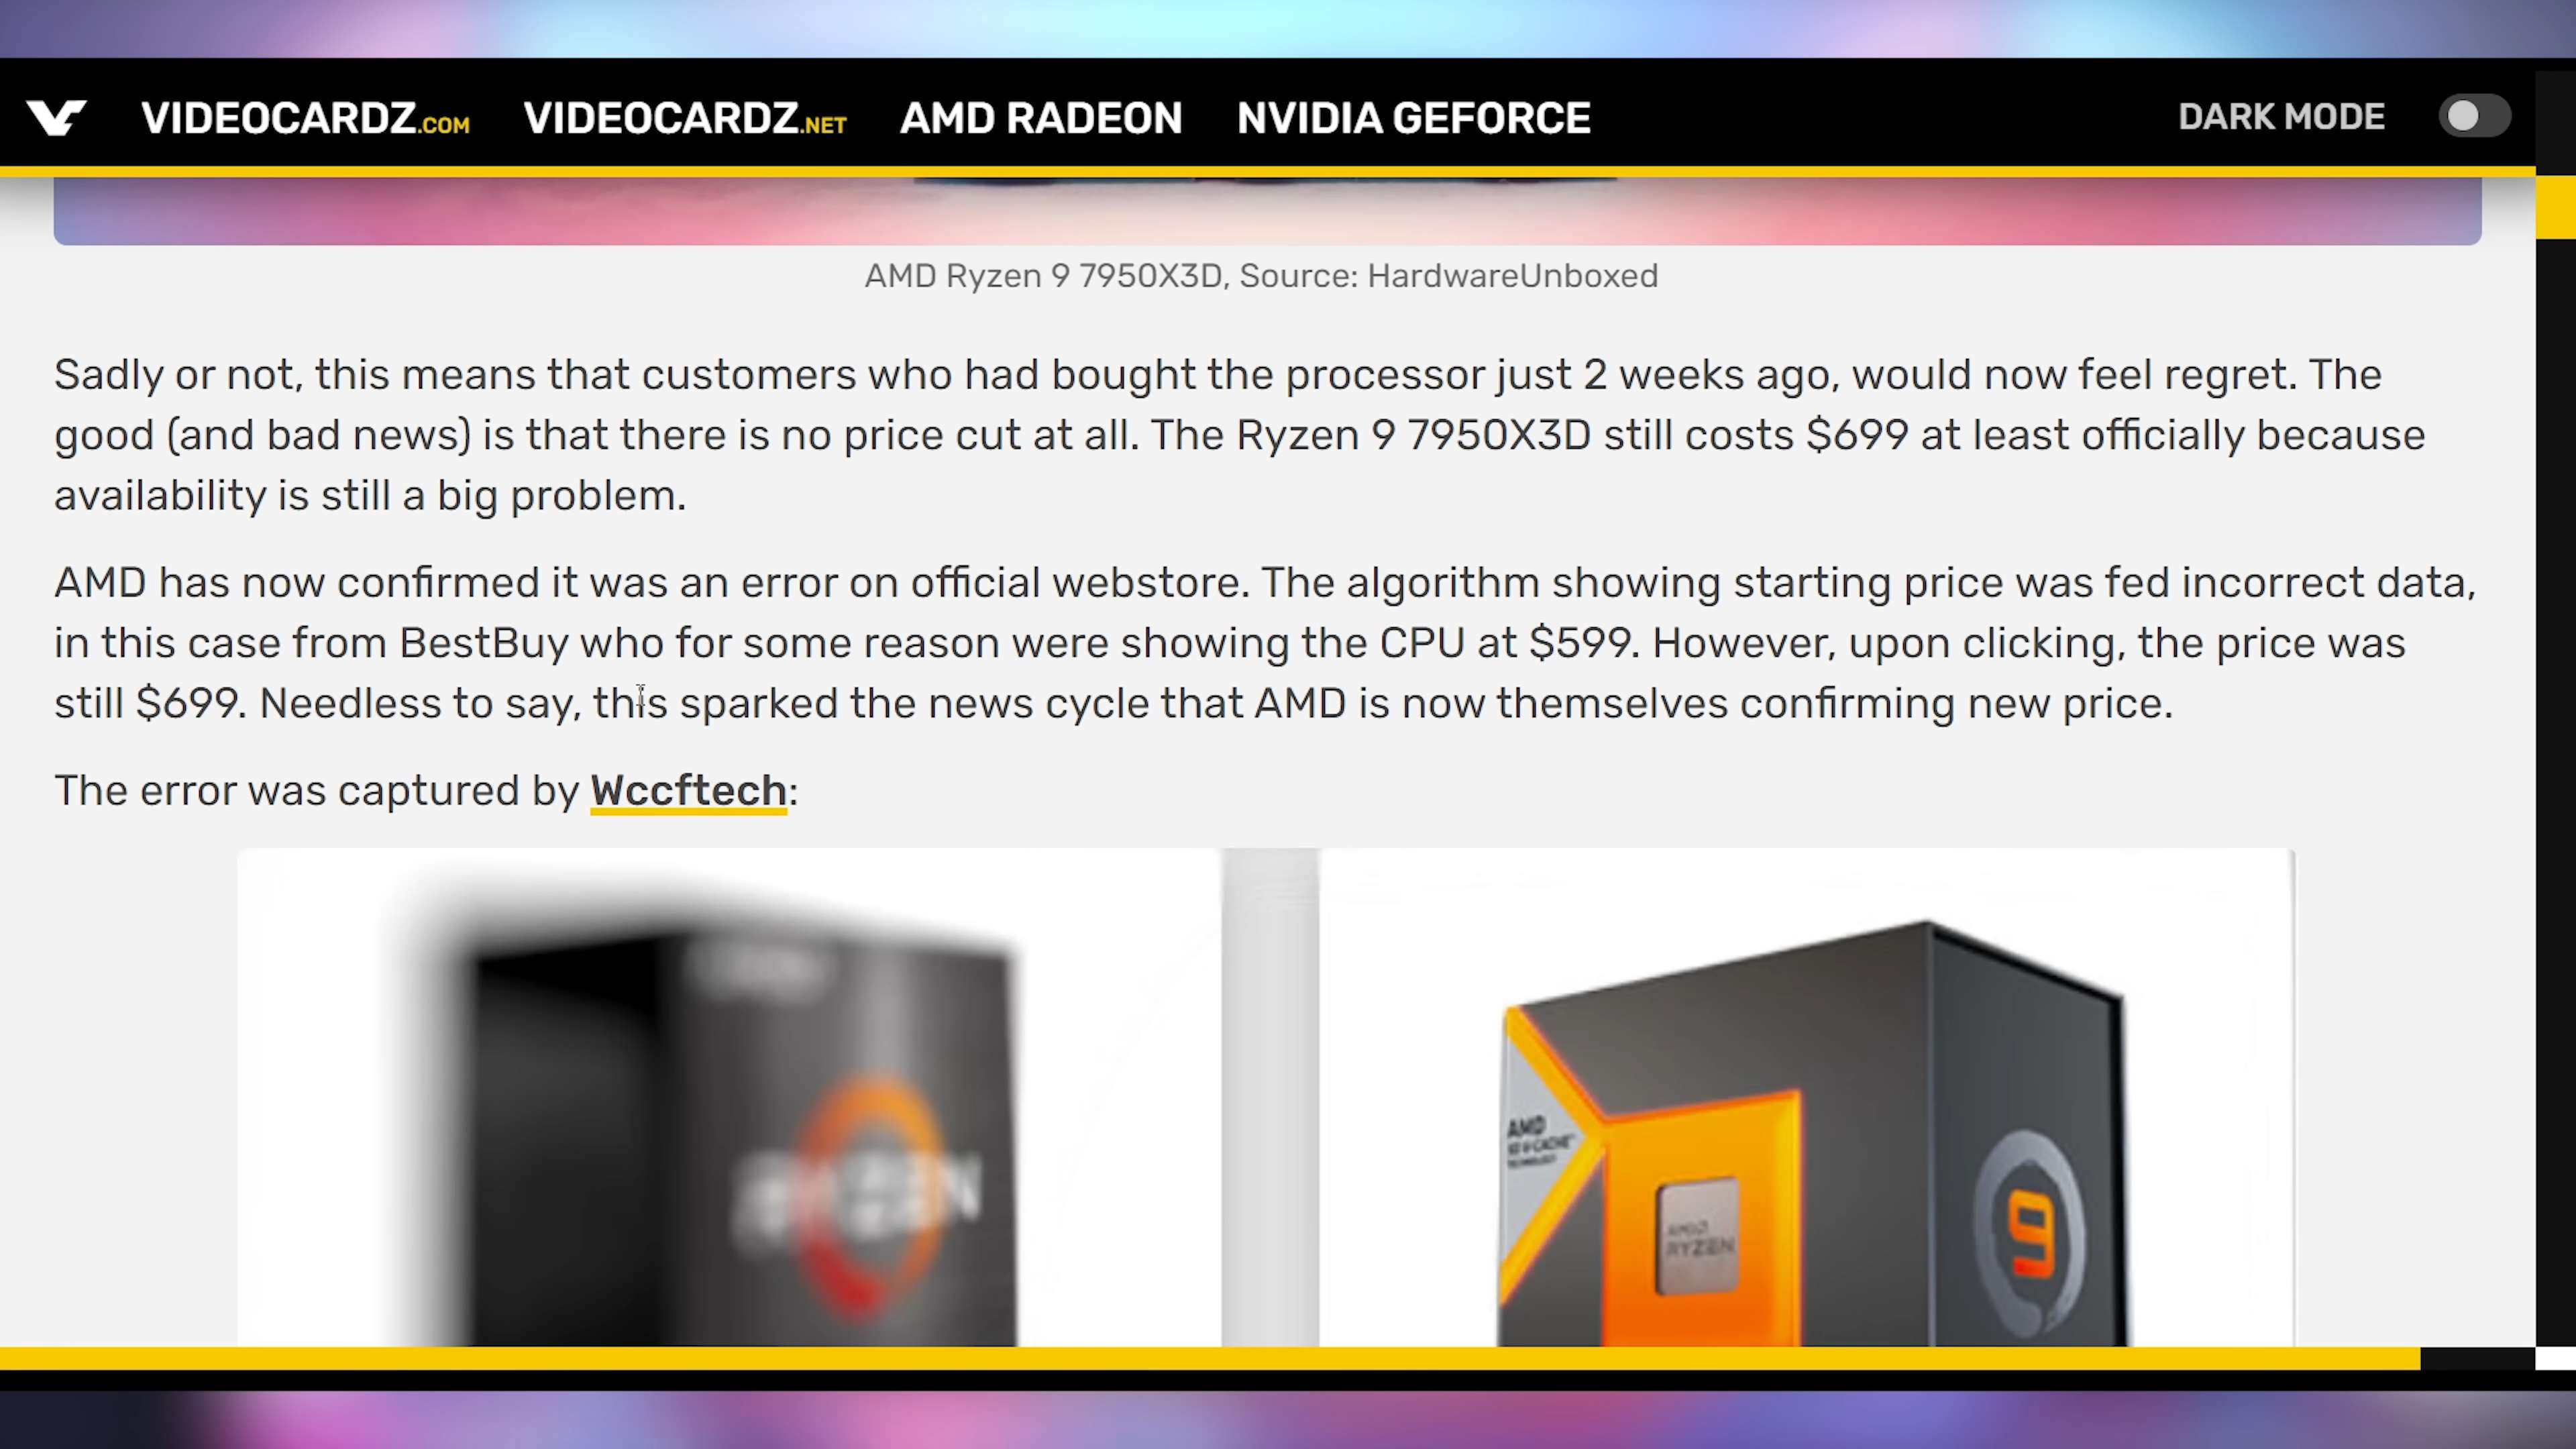 VIDEOCARDZ.COM VIDEOCARDZ.NET AMD RADEON NVIDIA GEFORCE DARK MODE
AMD Ryzen 9 7950X3D, Source: HardwareUnboxed
Sadly or not, this means that customers who had bought the processor just 2 weeks ago, would now feel regret. The
good (and bad news) is that there is no price cut at all. The Ryzen 9 7950X3D still costs $699 at least officially because
availability is still a big problem.
AMD has now confirmed it was an error on official webstore. The algorithm showing starting price was fed incorrect data,
in this case from BestBuy who for some reason were showing the CPU at $599. However, upon clicking, the price was
still $699. Needless to say, this sparked the news cycle that AMD is now themselves confirming new price.
The error was captured by Wccftech:
RYZEN
AMD
AMD
RYZEN
9